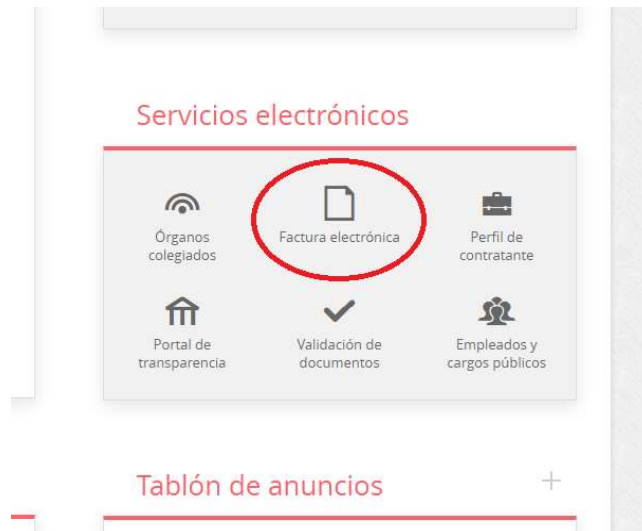 Servicios electrónicos
Órganos
colegiados
Factura electrónica
Perfil de
contratante
Portal de
transparencia
Validación de
documentos
Empleados y
cargos públicos
Tablón de anuncios